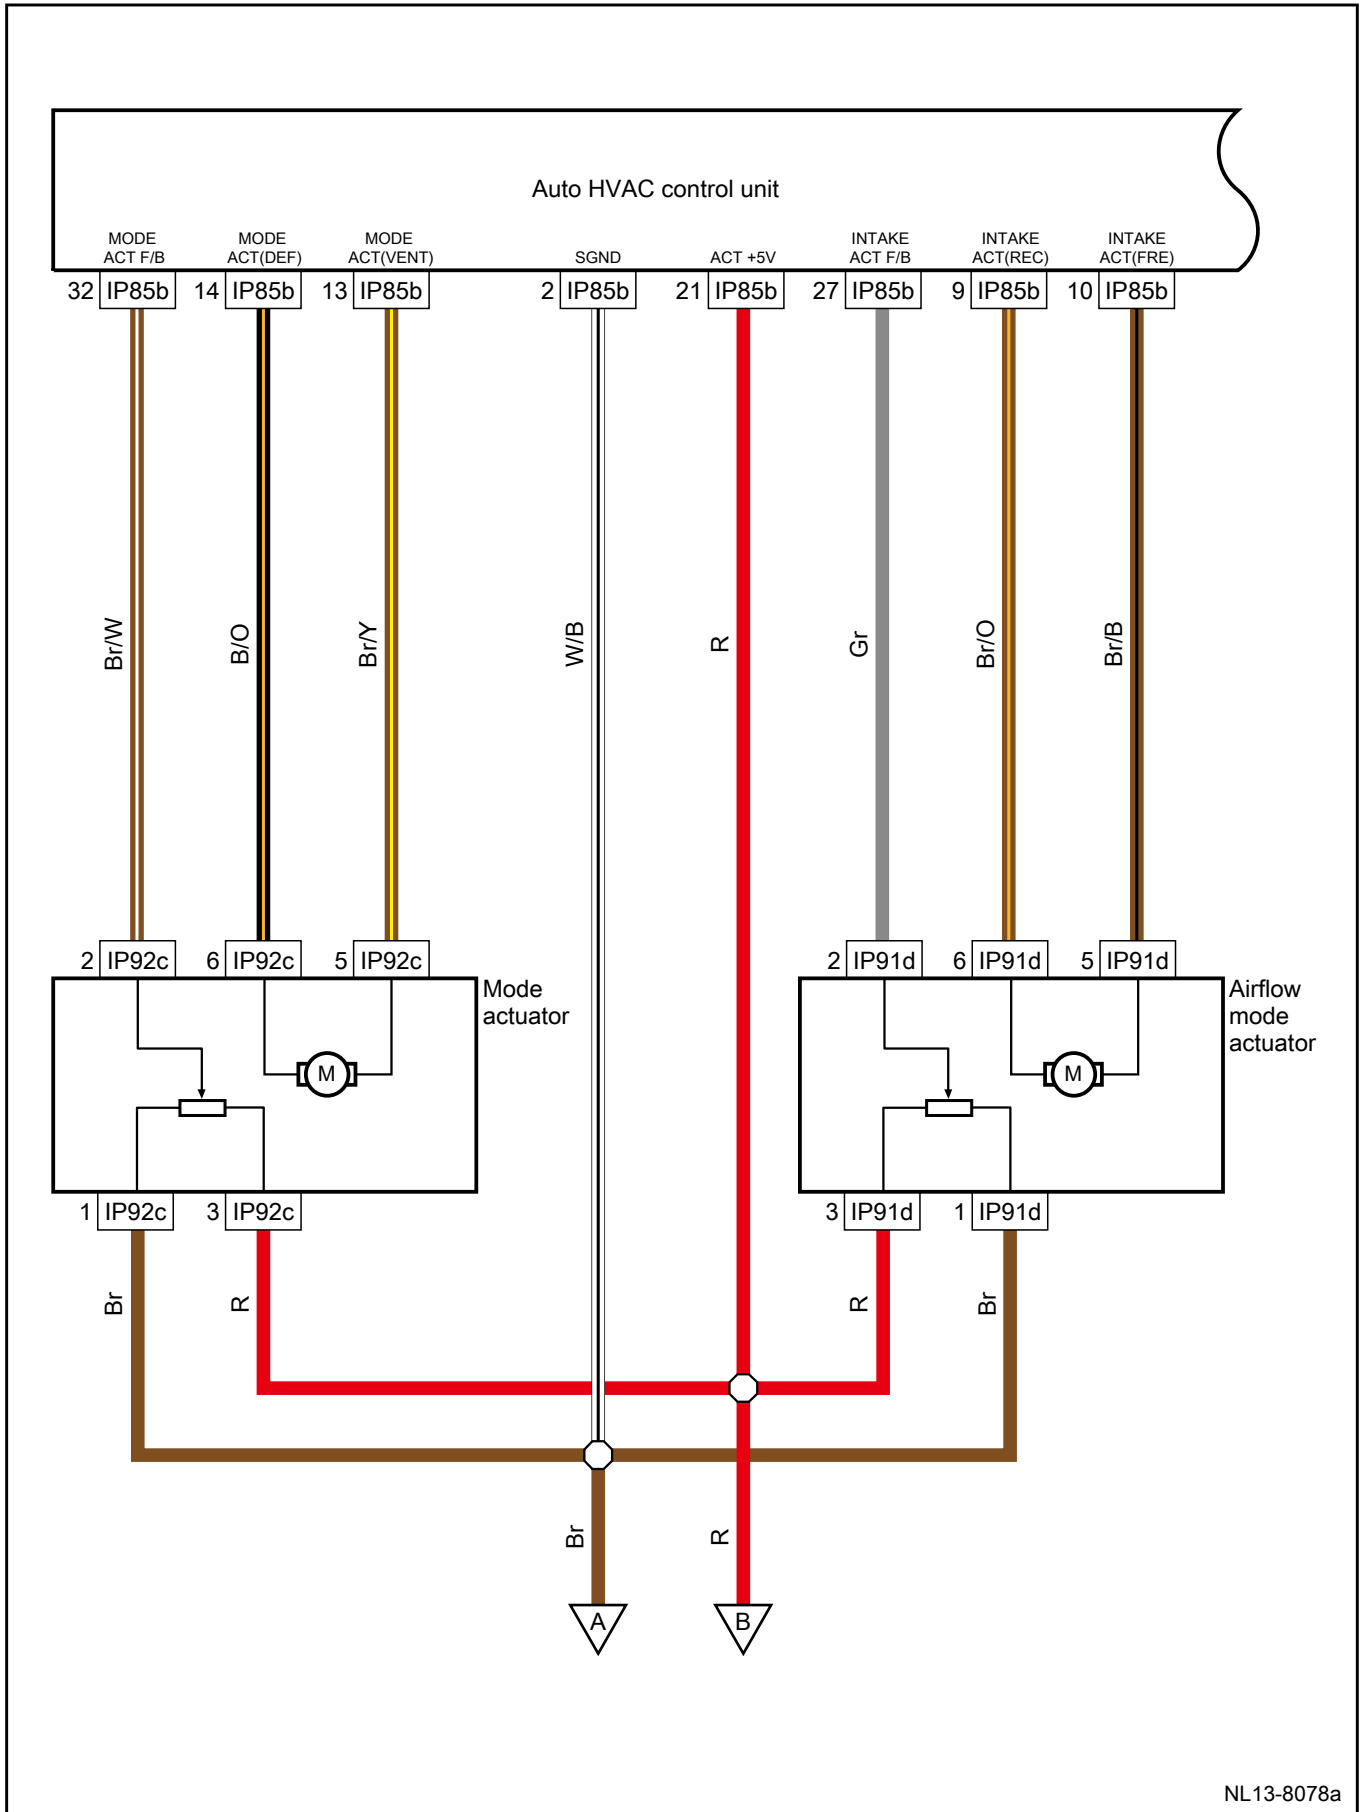 Auto HVAC control unit
MODE
ACT F/B
MODE
ACT(DEF)
MODE
ACT(VENT)
SGND
ACT +5V
INTAKE
ACT F/B
INTAKE
ACT(REC)
INTAKE
ACT(FRE)
32 IP85b 14 IP85b 13 IP85b 2 IP85b 21 IP85b 27 IP85b 9 IP85b 10 IP85b
Br/W B/O Br/Y W/B R Gr Br/O Br/B
2 IP92c 6 IP92c 5 IP92c 2 IP91d 6 IP91d 5 IP91d
Mode
actuator
M
Airflow
mode
actuator
M
1 IP92c 3 IP92c 3 IP91d 1 IP91d
Br R R Br
Br R
A B
NL13-8078a